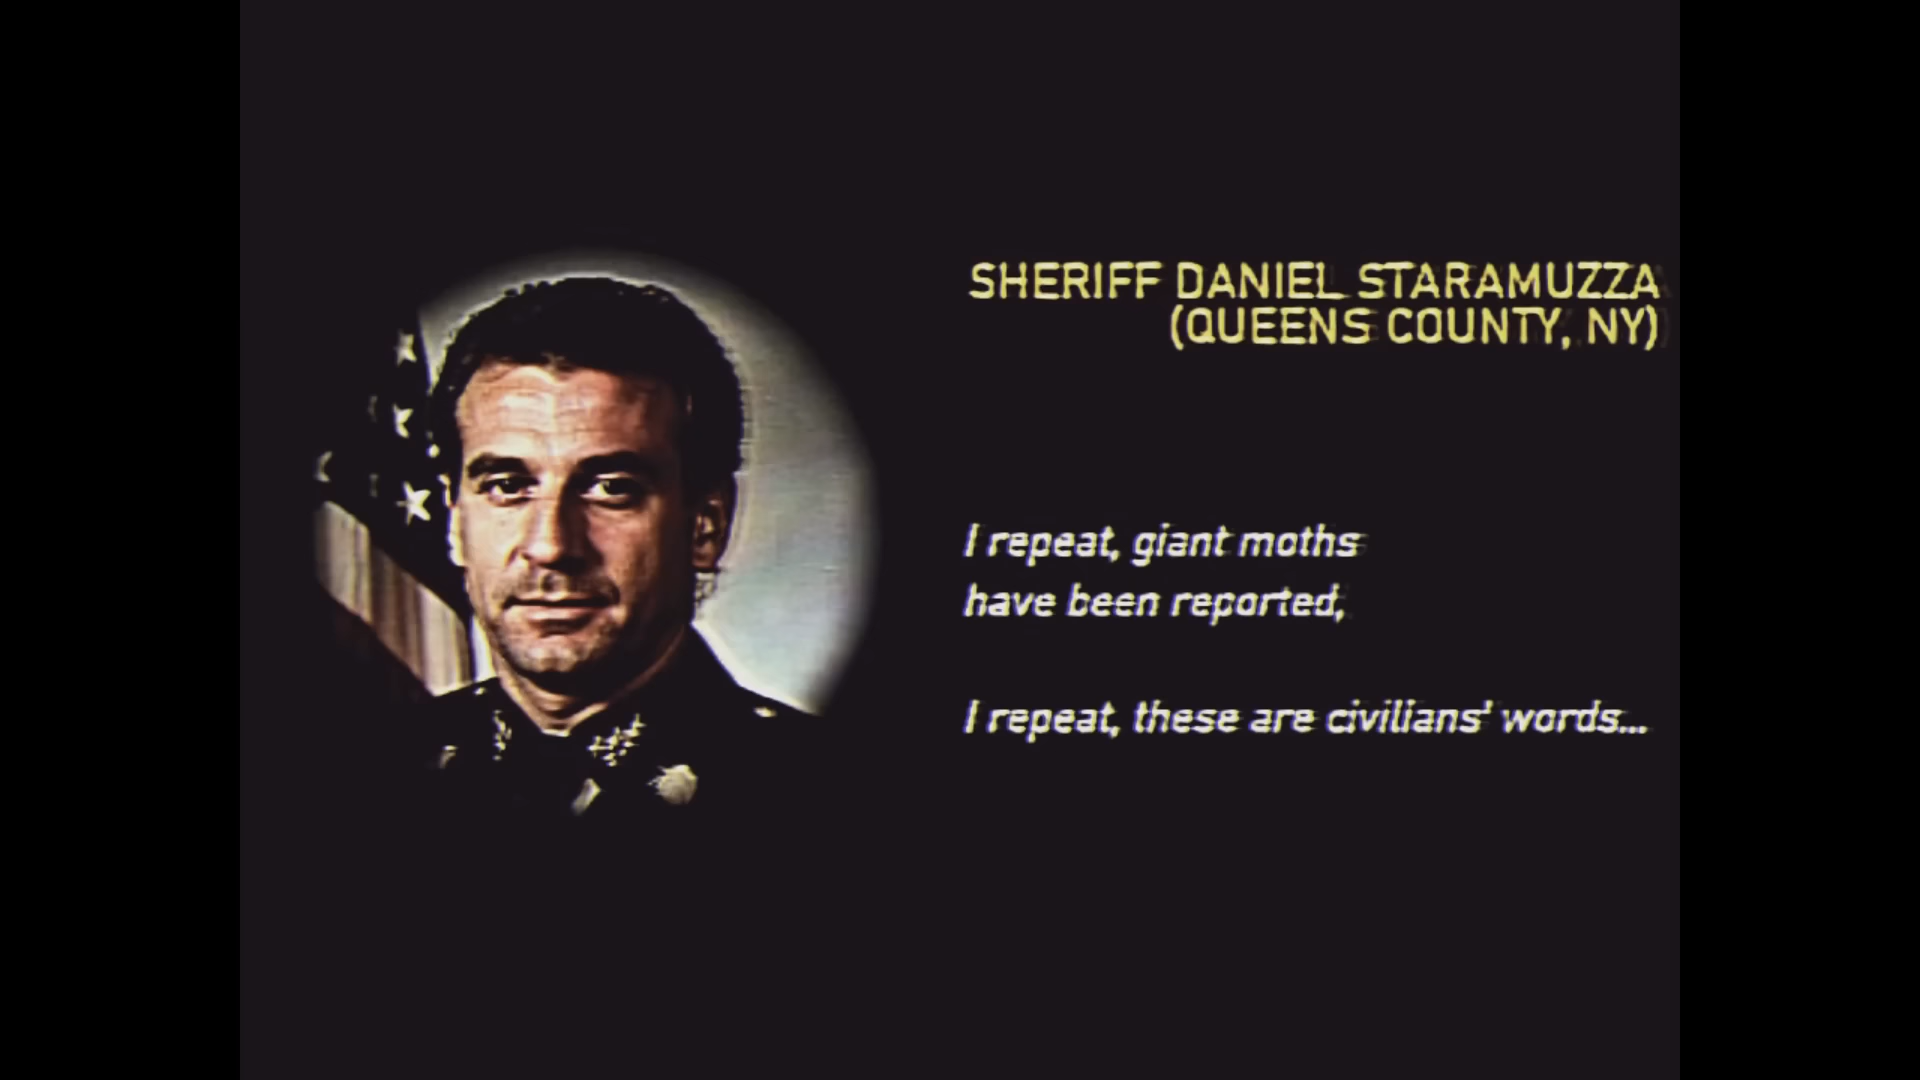 SHERIFF DANIEL STARAMUZZA
(QUEENS COUNTY, NY)
I repeat, giant moths
have been reported,
I repeat, these are civilians' words...